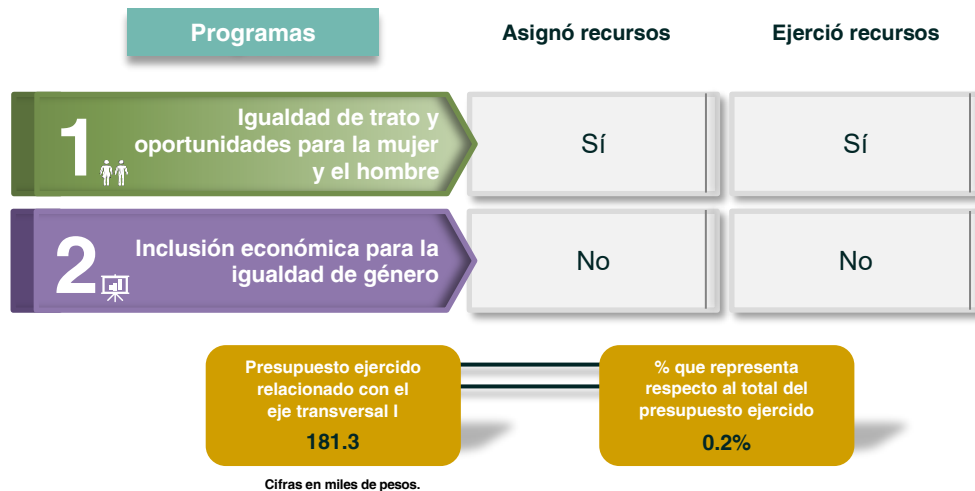 Programas
Asignó recursos
Ejerció recursos
1
Igualdad de trato y
oportunidades para la mujer
y el hombre
Sí
Sí
2
Inclusión económica para la
igualdad de género
No
No
Presupuesto ejercido
relacionado con el
eje transversal I
181.3
% que representa
respecto al total del
presupuesto ejercido
0.2%
Cifras en miles de pesos.